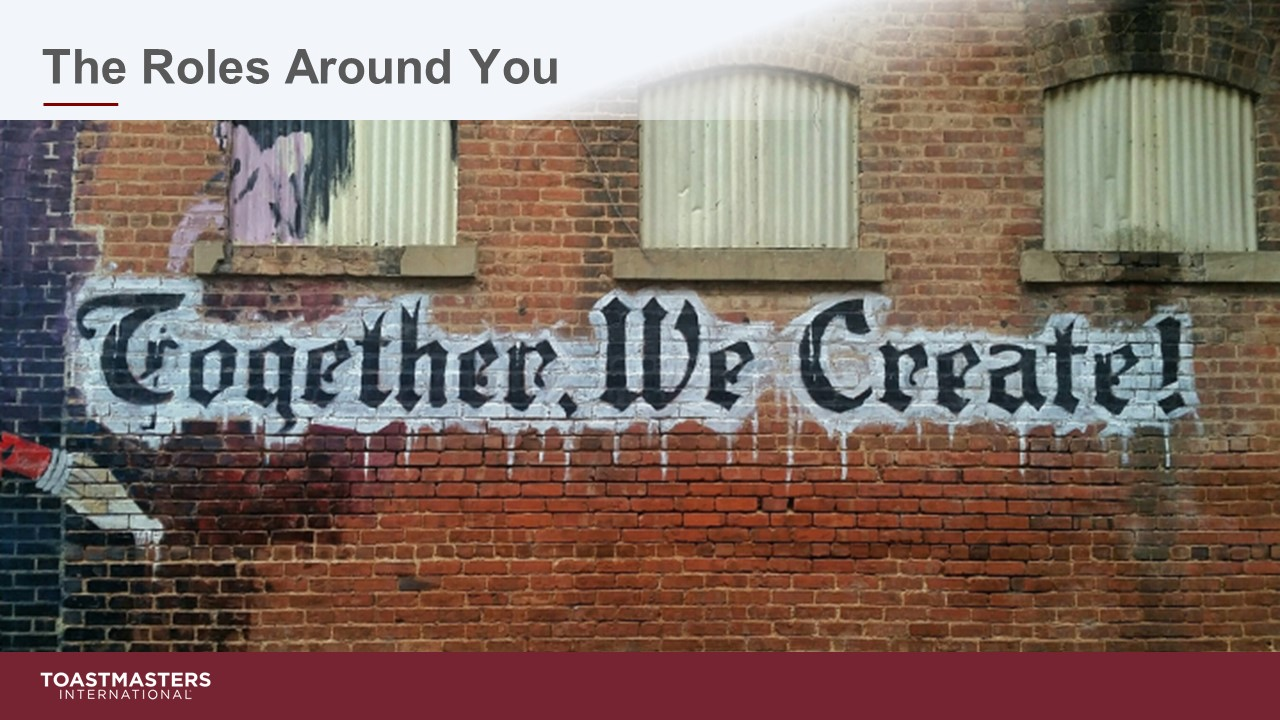 The Roles Around You
Together, We Create!
TOASTMASTERS
INTERNATIONAL